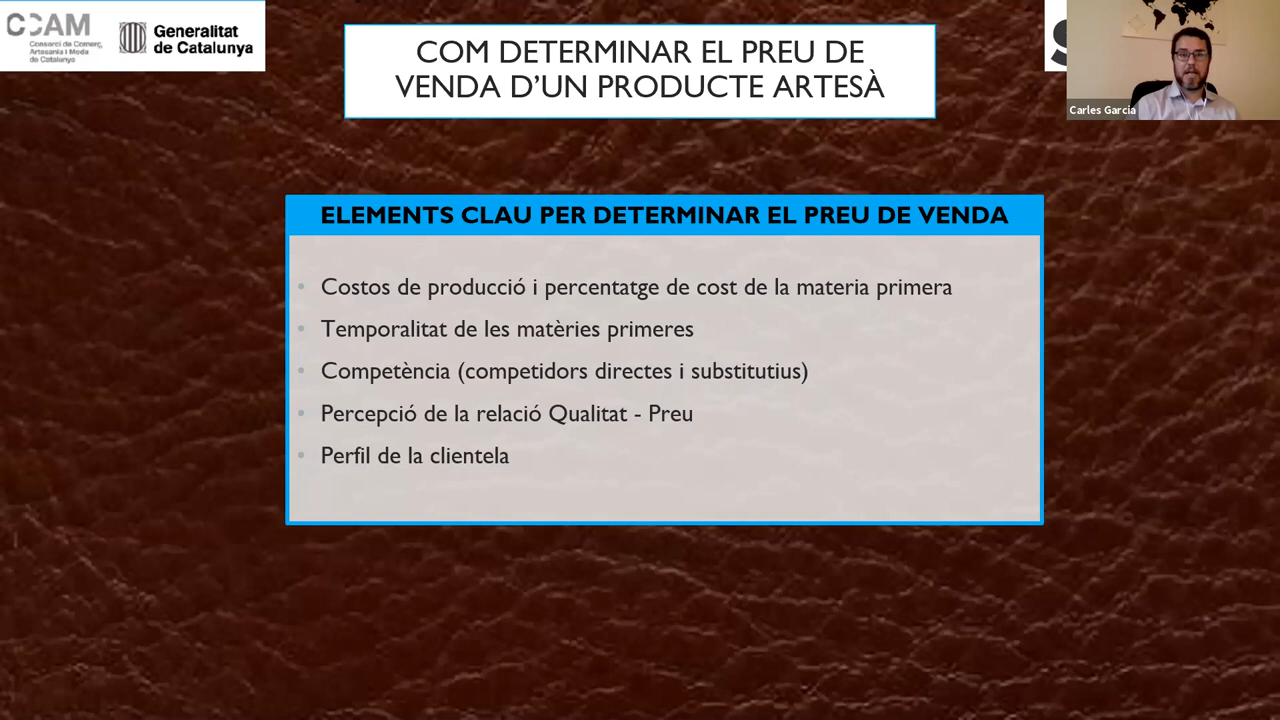 CCAM
Consorci de Comerç,
Artesania i Moda
de Catalunya
Generalitat
de Catalunya
COM DETERMINAR EL PREU DE
VENDA D’UN PRODUCTE ARTESÀ
Carles Garcia
ELEMENTS CLAU PER DETERMINAR EL PREU DE VENDA
• Costos de producció i percentatge de cost de la materia primera
• Temporalitat de les matèries primeres
• Competència (competidors directes i substitutius)
• Percepció de la relació Qualitat - Preu
• Perfil de la clientela